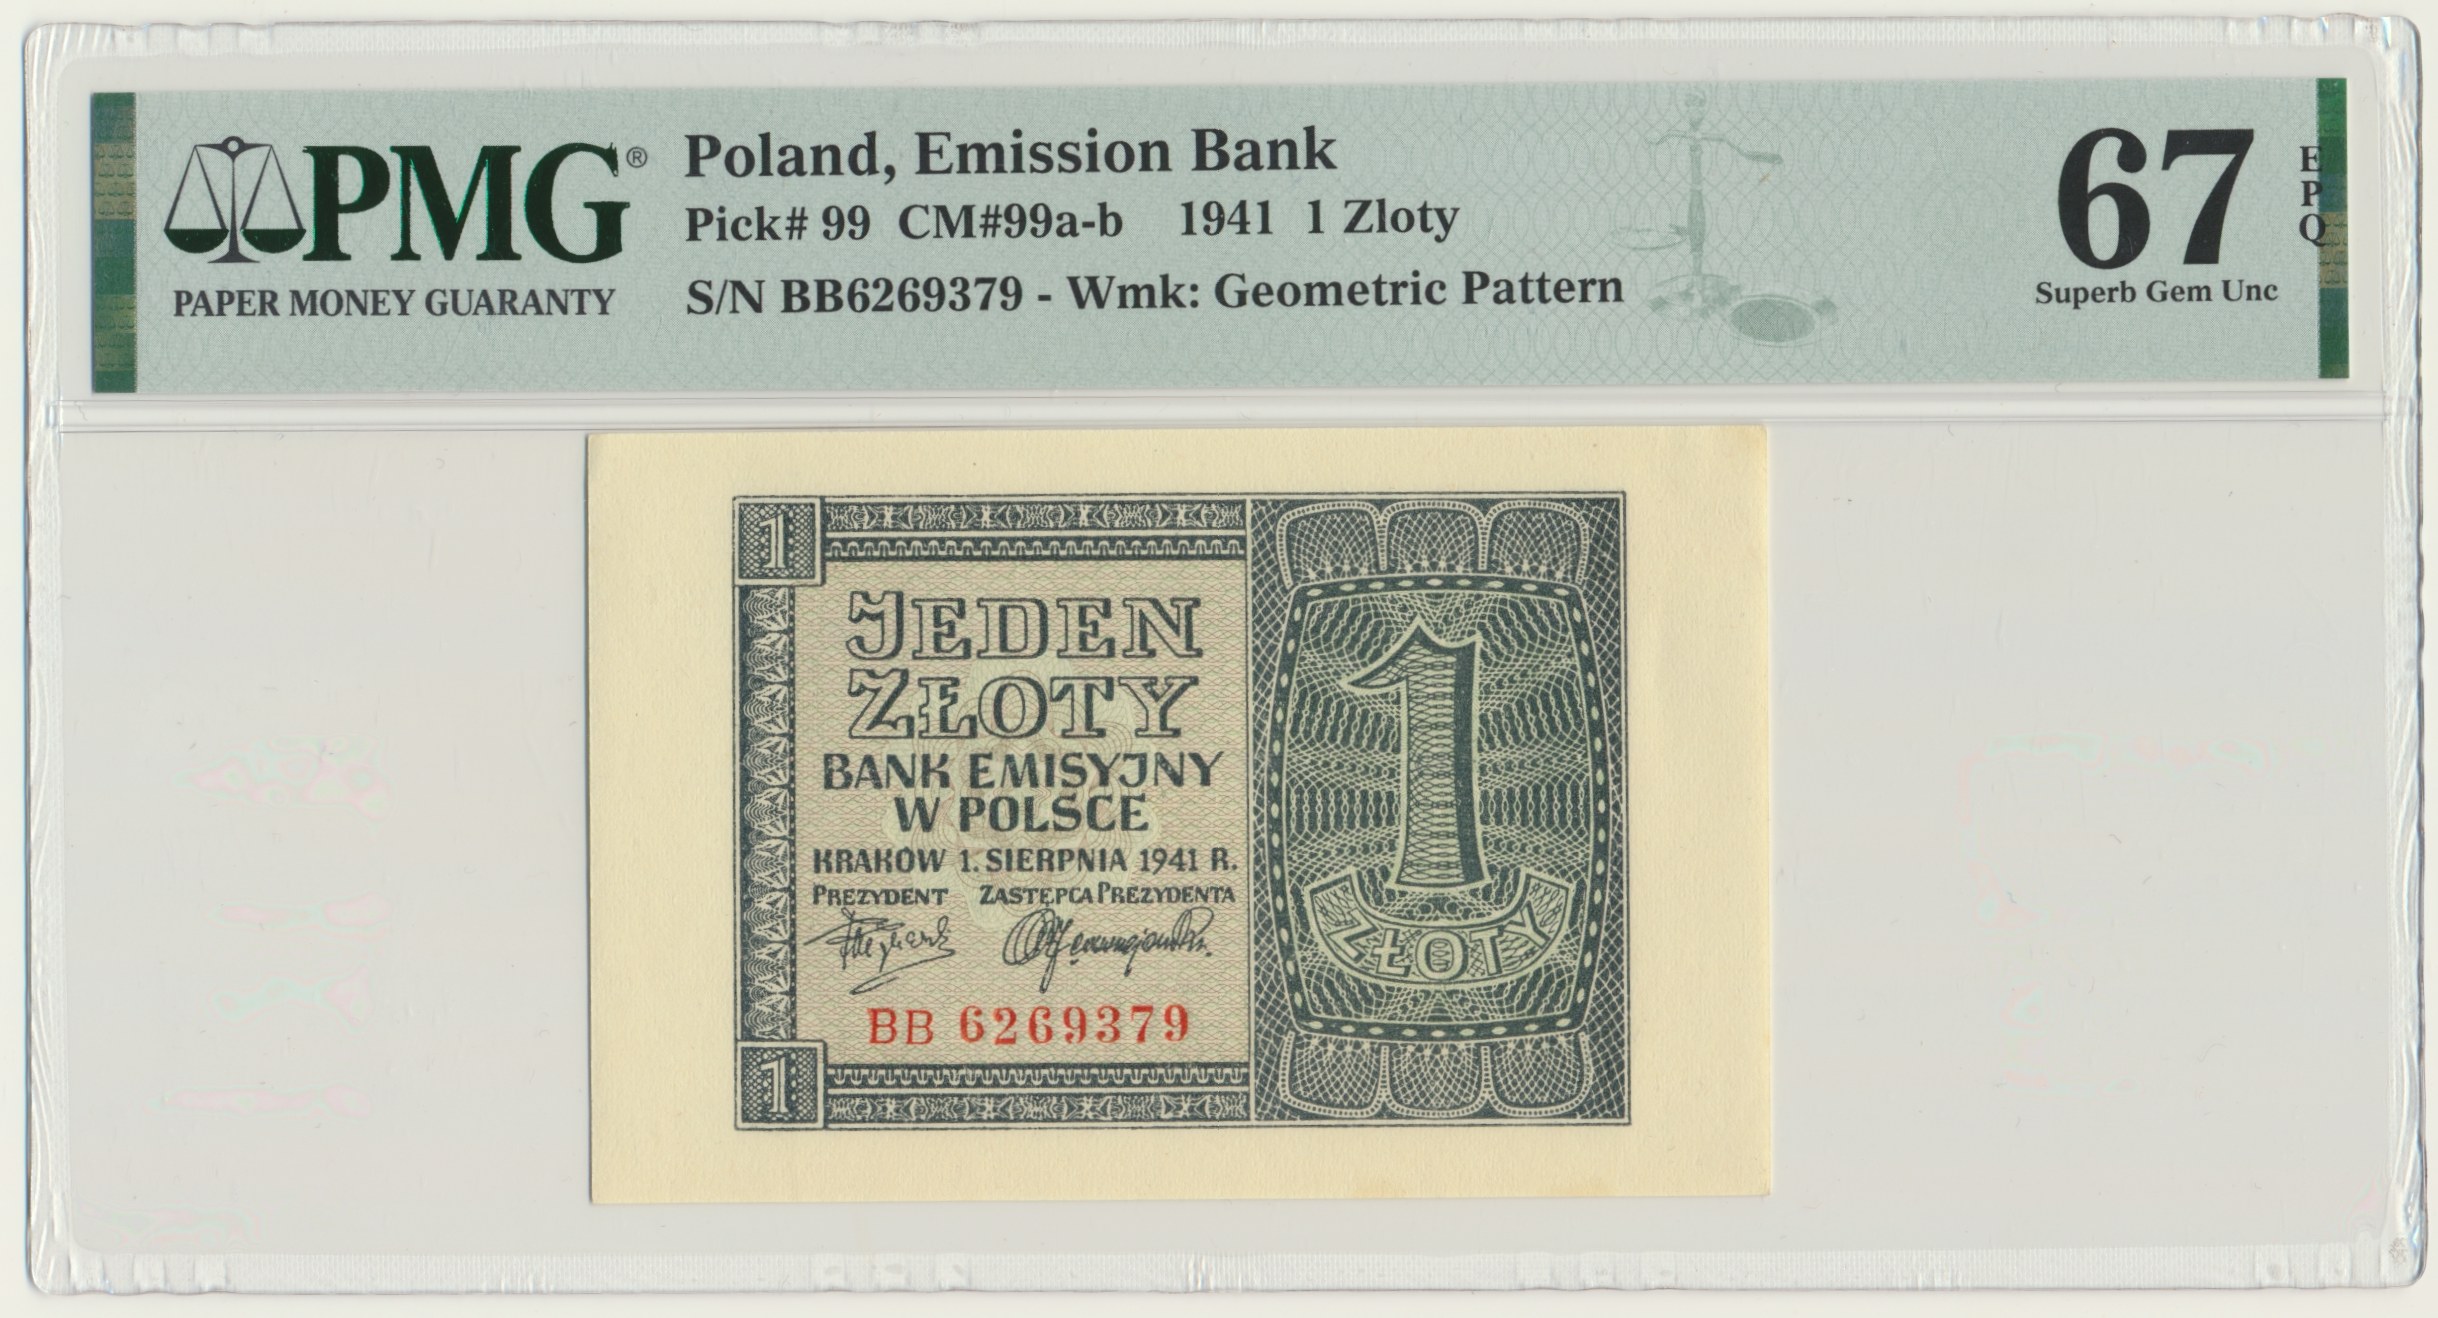 PMG®
PAPER MONEY GUARANTY
Poland, Emission Bank
Pick# 99 CM#99a-b 1941 1 Zloty
S/N BB6269379 - Wmk: Geometric Pattern
67
EPQ
Superb Gem Unc
1
JEDEN
ZŁOTY
BANK EMISYJNY
W POLSCE
KRAKÓW 1. SIERPNIA 1941 R.
PREZYDENT ZASTĘPCA PREZYDENTA
BB 6269379
1
1
ZŁOTY